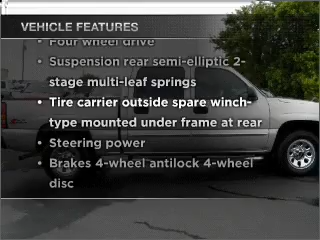 VEHICLE FEATURES
• Four wheel drive
• Suspension rear semi-elliptic 2-
stage multi-leaf springs
• Tire carrier outside spare winch-
type mounted under frame at rear
• Steering power
• Brakes 4-wheel antilock 4-wheel
disc